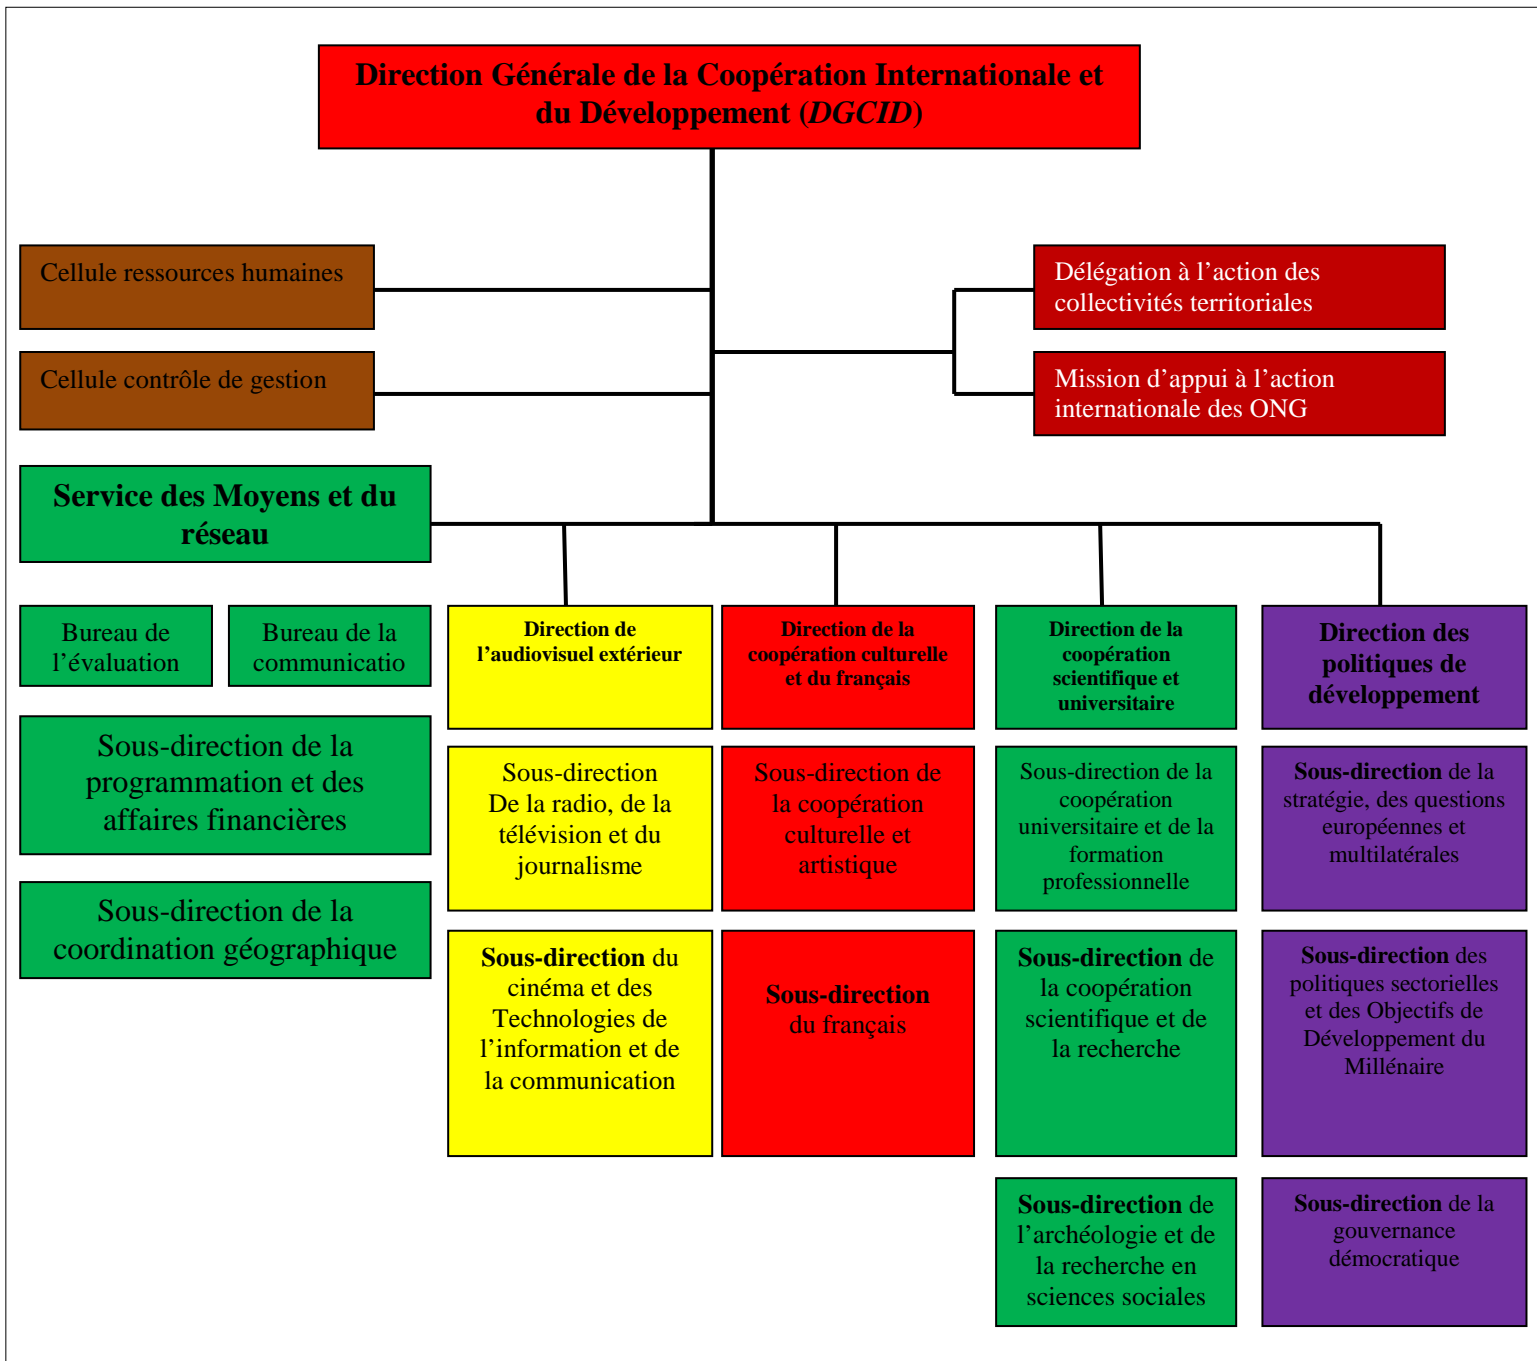 Direction Générale de la Coopération Internationale et
du Développement (DGCID)
Cellule ressources humaines
Délégation à l’action des
collectivités territoriales
Cellule contrôle de gestion
Mission d’appui à l’action
internationale des ONG
Service des Moyens et du
réseau
Bureau de
l’évaluation
Bureau de la
communicatio
Sous-direction de la
programmation et des
affaires financières
Sous-direction de la
coordination géographique
Direction de
l’audiovisuel extérieur
Sous-direction
De la radio, de la
télévision et du
journalisme
Sous-direction du
cinéma et des
Technologies de
l’information et de
la communication
Direction de la
coopération culturelle
et du français
Sous-direction de
la coopération
culturelle et
artistique
Sous-direction
du français
Direction de la
coopération
scientifique et
universitaire
Sous-direction de la
coopération
universitaire et de la
formation
professionnelle
Sous-direction de
la coopération
scientifique et de
la recherche
Sous-direction de
l’archéologie et de
la recherche en
sciences sociales
Direction des
politiques de
développement
Sous-direction de la
stratégie, des questions
européennes et
multilatérales
Sous-direction des
politiques sectorielles
et des Objectifs de
Développement du
Millénaire
Sous-direction de la
gouvernance
démocratique